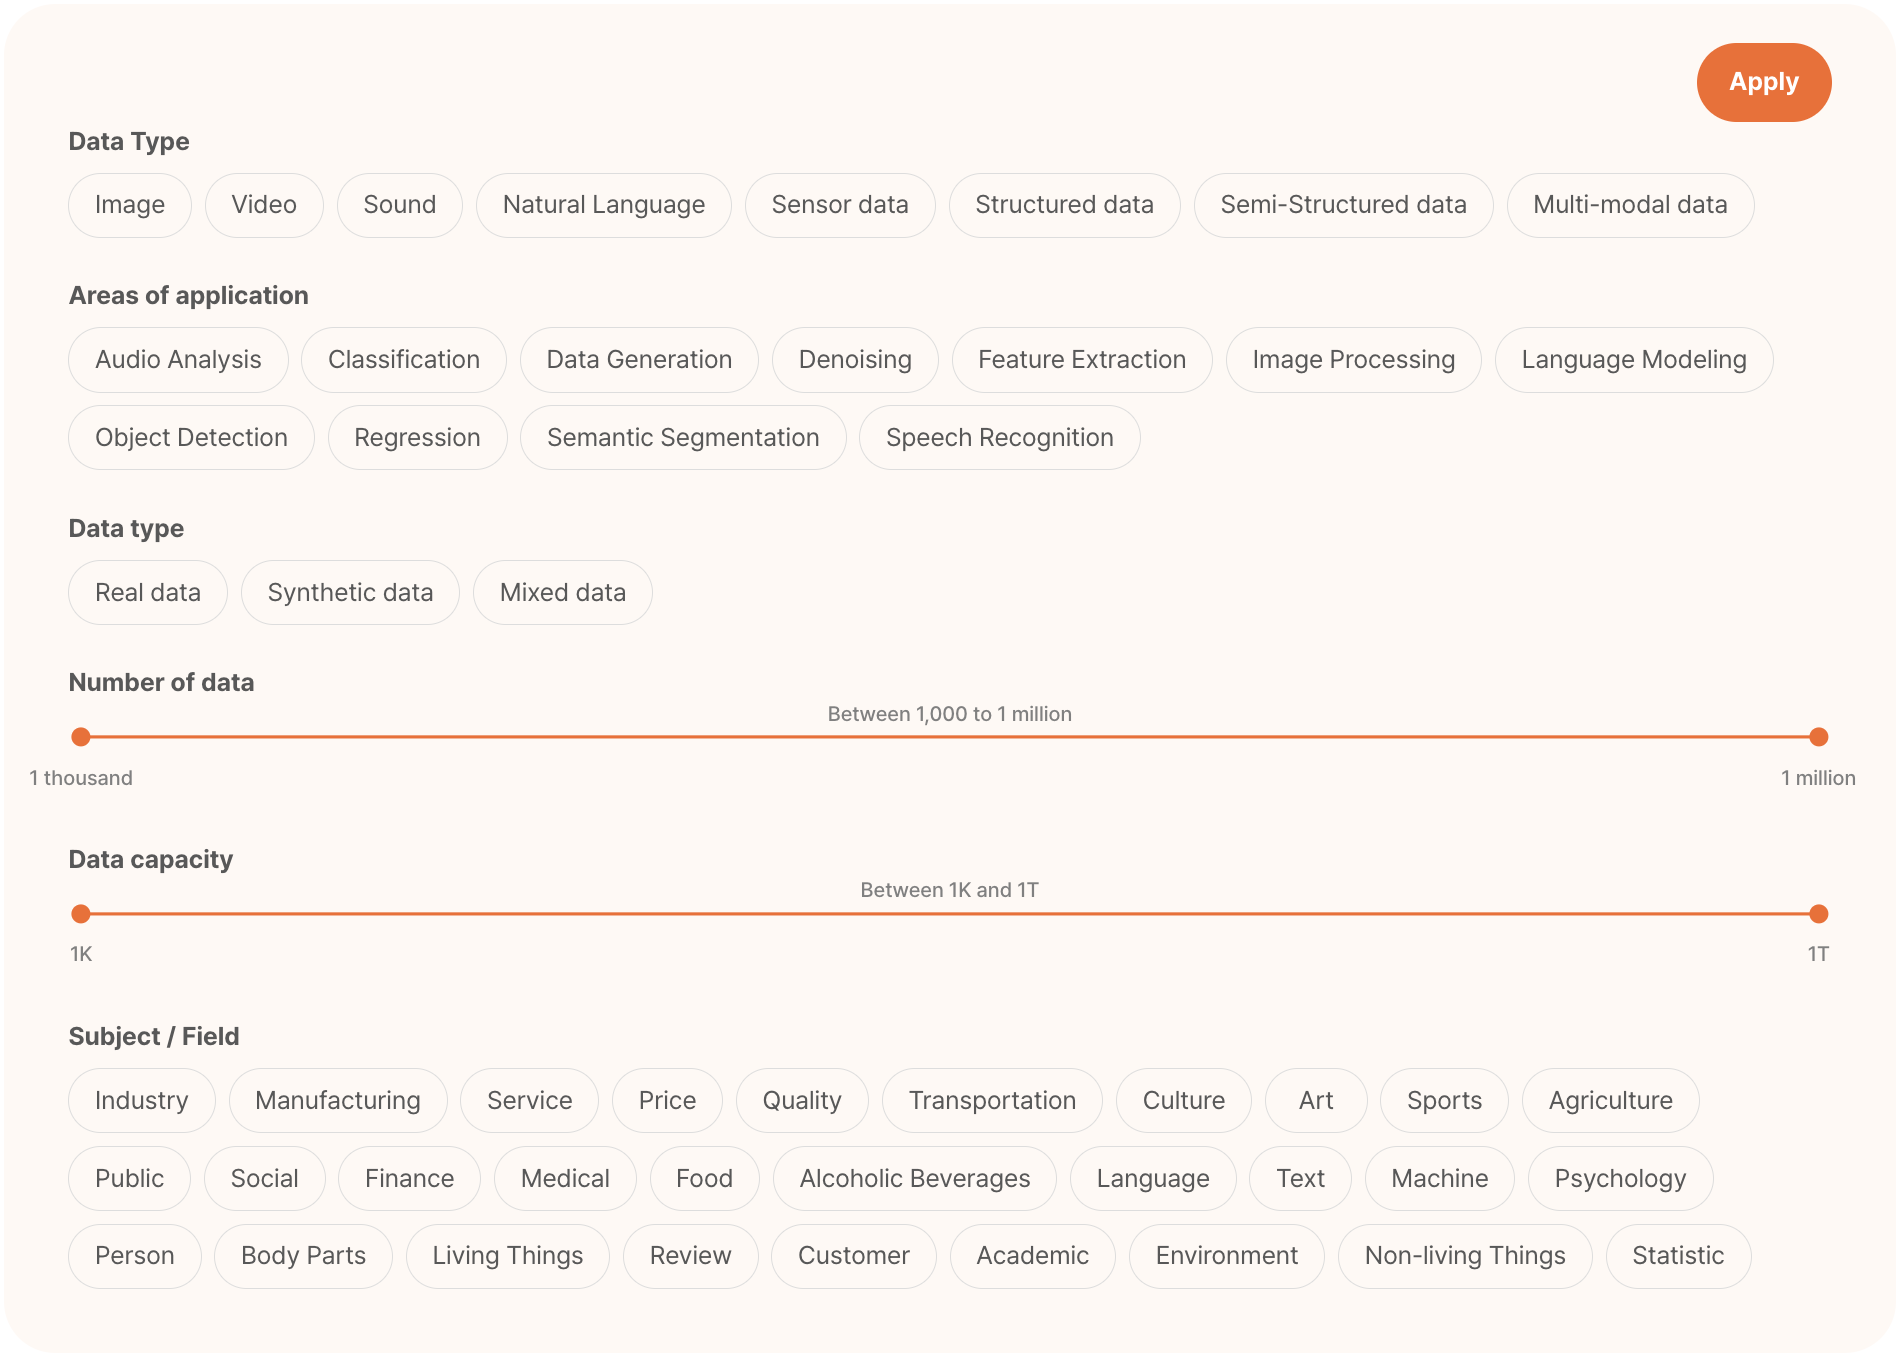 Apply
Data Type
Image Video Sound Natural Language Sensor data Structured data Semi-Structured data Multi-modal data
Areas of application
Audio Analysis Classification Data Generation Denoising Feature Extraction Image Processing Language Modeling
Object Detection Regression Semantic Segmentation Speech Recognition
Data type
Real data Synthetic data Mixed data
Number of data
Between 1,000 to 1 million
1 thousand 1 million
Data capacity
Between 1K and 1T
1K 1T
Subject / Field
Industry Manufacturing Service Price Quality Transportation Culture Art Sports Agriculture
Public Social Finance Medical Food Alcoholic Beverages Language Text Machine Psychology
Person Body Parts Living Things Review Customer Academic Environment Non-living Things Statistic